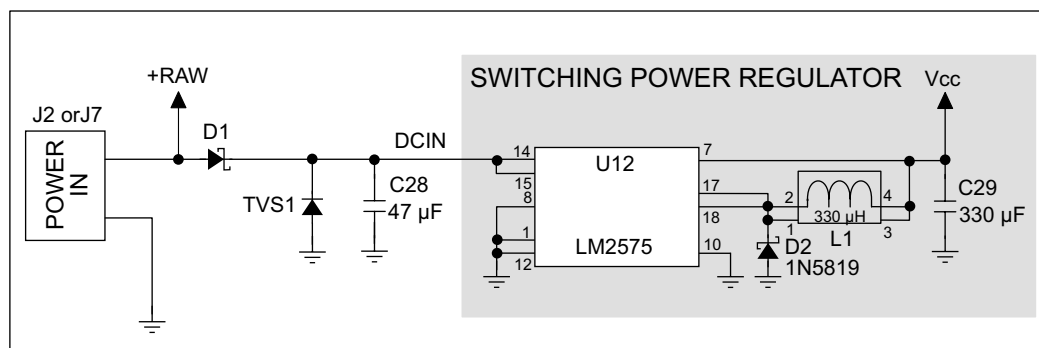 SWITCHING POWER REGULATOR
+RAW
Vcc
J2 orJ7
D1
DCIN
POWER
IN
14
U12
7
15
17
C28
47 µF
TVS1
8
2
4
C29
330 µF
330 µH
18
1
3
L1
1
LM2575
10
D2
1N5819
12